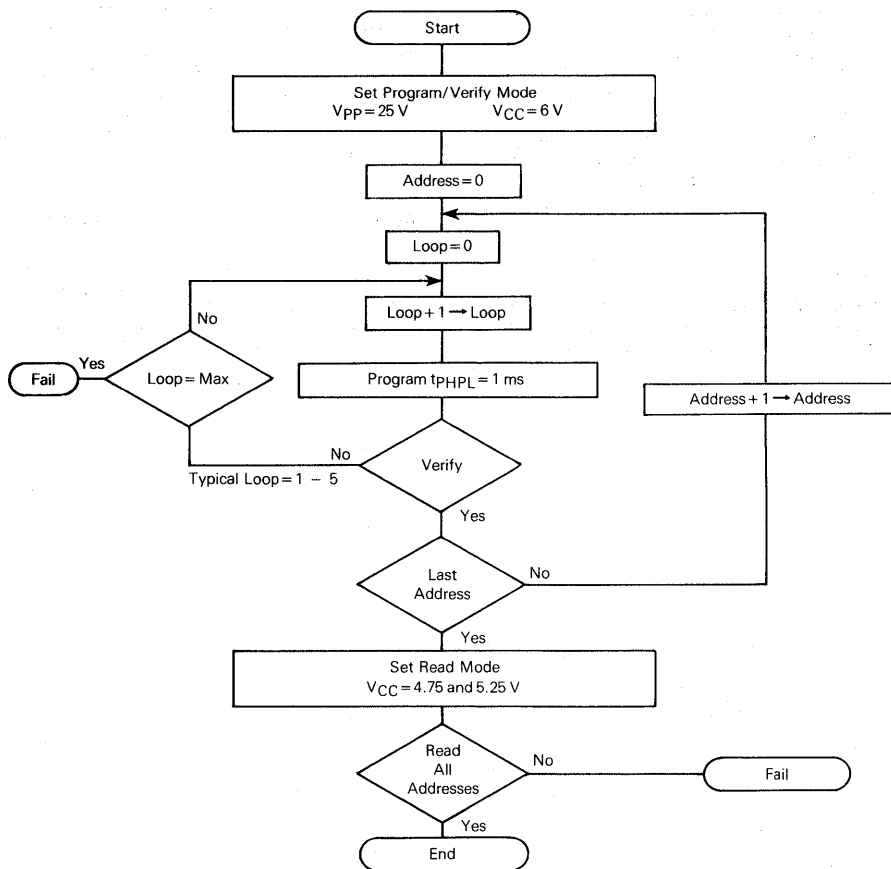 Start
Set Program/Verify Mode
VPP=25 V VCC=6 V
Address=0
Loop=0
No
Loop+1→Loop
Yes
Fail
Loop=Max
Program tPHPL=1 ms
Address+1→Address
No
Verify
Typical Loop=1 - 5
Yes
Last
Address
No
Yes
Set Read Mode
VCC=4.75 and 5.25 V
Read
All
Addresses
No
Fail
Yes
End